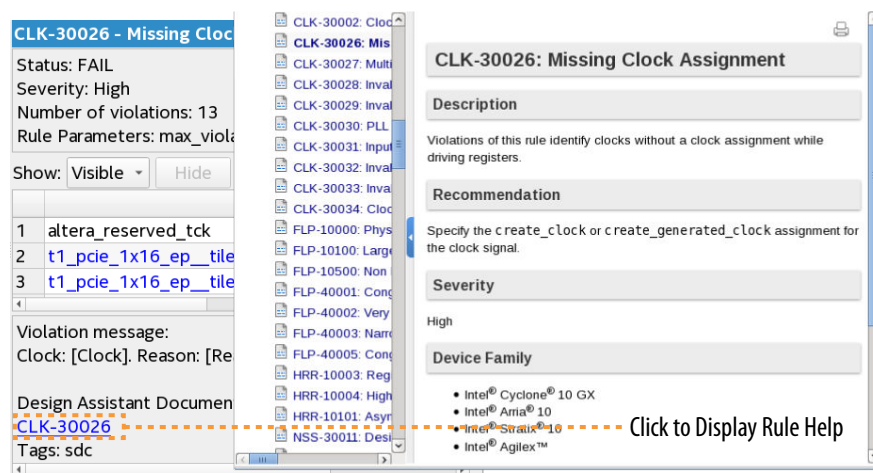 CLK-30026 - Missing Cloc
Status: FAIL
Severity: High
Number of violations: 13
Rule Parameters: max_viola
Show: Visible Hide
1 altera_reserved_tck
2 t1_pcie_1x16_ep__tile
3 t1_pcie_1x16_ep__tile
Violation message:
Clock: [Clock]. Reason: [Re
Design Assistant Documen
CLK-30026
Tags: sdc
CLK-30002: Cloc
CLK-30026: Mis
CLK-30027: Multi
CLK-30028: Inval
CLK-30029: Inval
CLK-30030: PLL
CLK-30031: Input
CLK-30032: Inval
CLK-30033: Inva
CLK-30034: Cloc
FLP-10000: Phys
FLP-10100: Large
FLP-10500: Non
FLP-40001: Cong
FLP-40002: Very
FLP-40003: Narro
FLP-40005: Cong
HRR-10003: Reg
HRR-10004: High
HRR-10101: Asyn
NSS-30011: Desi
CLK-30026: Missing Clock Assignment
Description
Violations of this rule identify clocks without a clock assignment while
driving registers.
Recommendation
Specify the create_clock or create_generated_clock assignment for
the clock signal.
Severity
High
Device Family
• Intel® Cyclone® 10 GX
• Intel® Arria® 10
• Intel® Stratix® 10
• Intel® Agilex™
Click to Display Rule Help